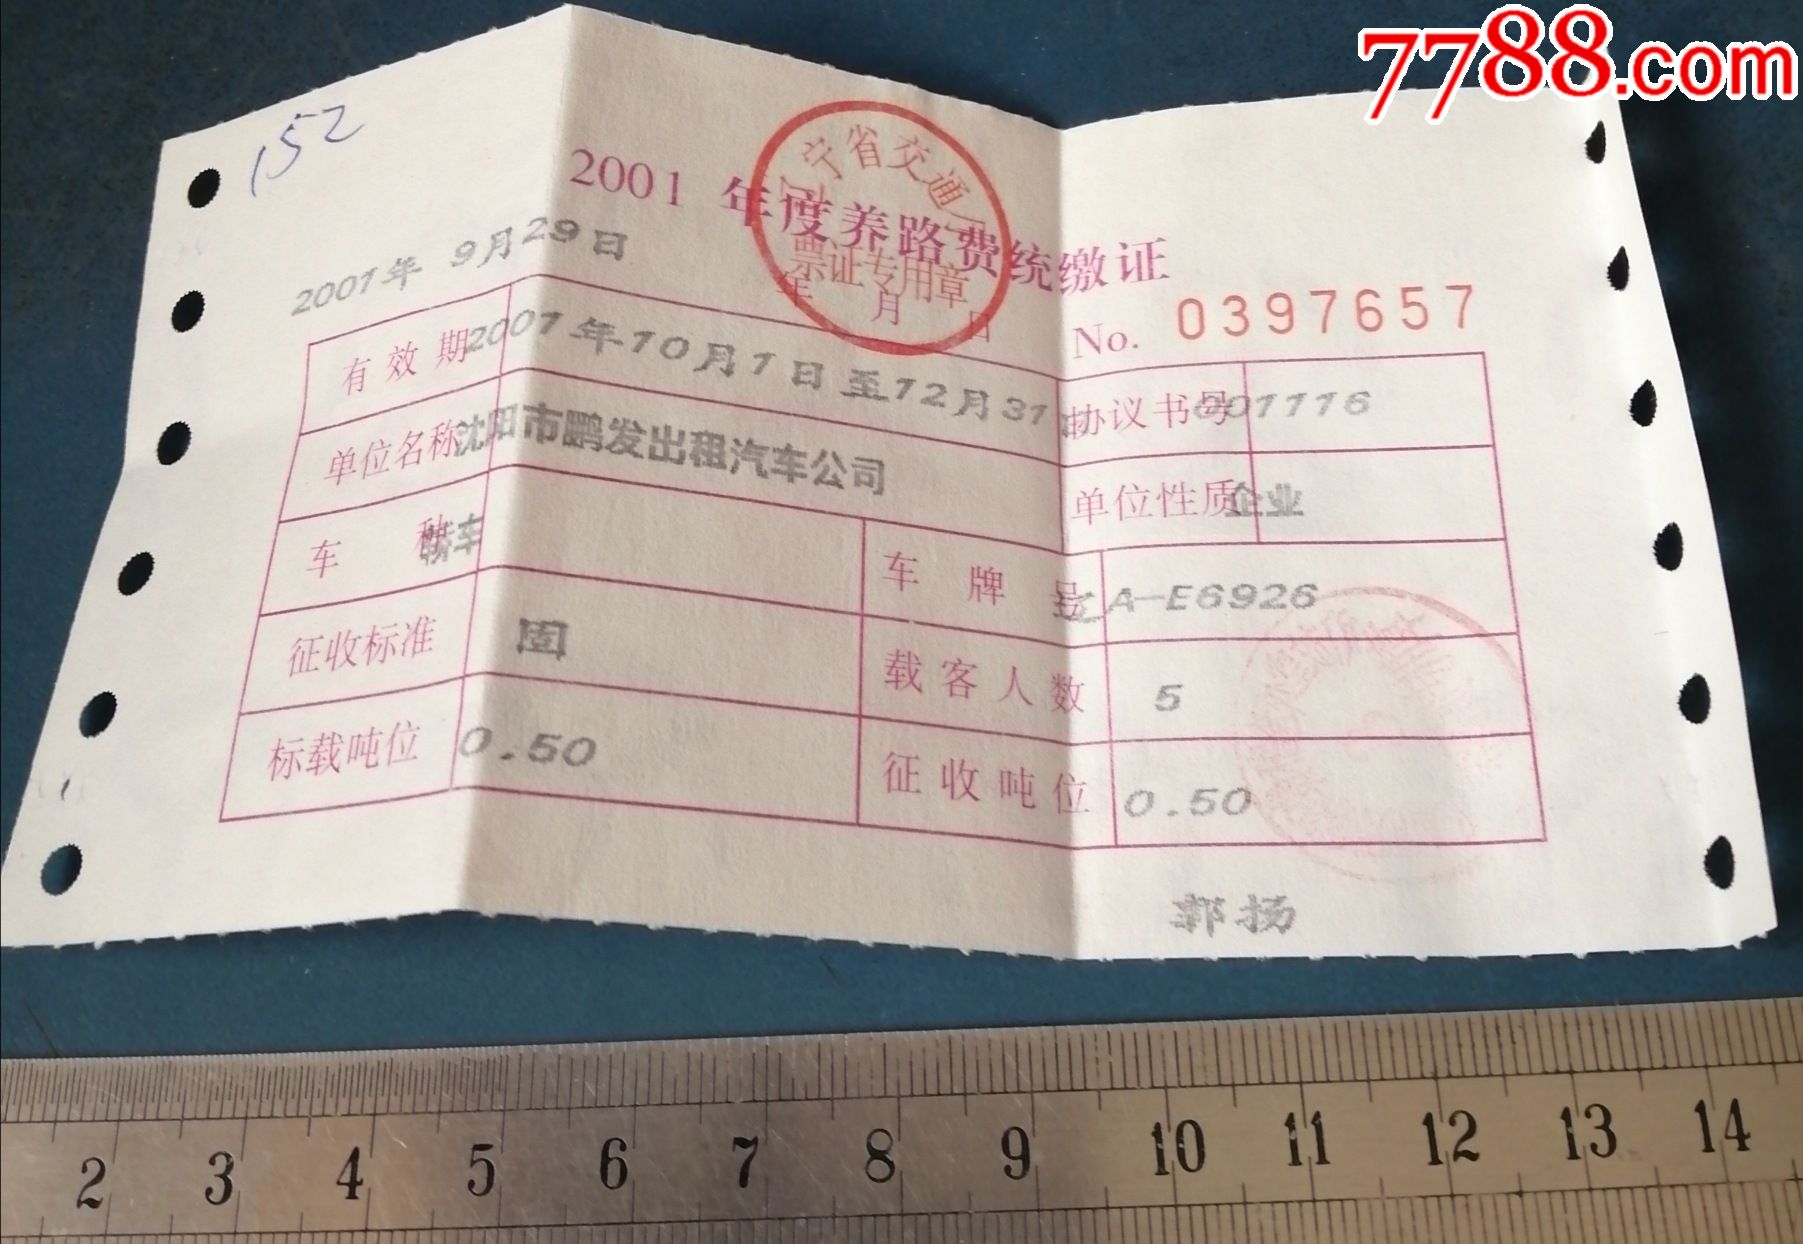 7788.com
152
2001 年度养路费统缴证
宁省交通
票证专用章
2001年 9月29日
年 月 日
No. 0397657
有效期 2001年10月1日至12月31 协议书号 001116
单位名称 沈阳市鹏发出租汽车公司 单位性质 企业
车 种 轿车 车牌号 辽A-E6926
征收标准 固 载客人数 5
标载吨位 0.50 征收吨位 0.50
郭扬
2 3 4 5 6 7 8 9 10 11 12 13 14